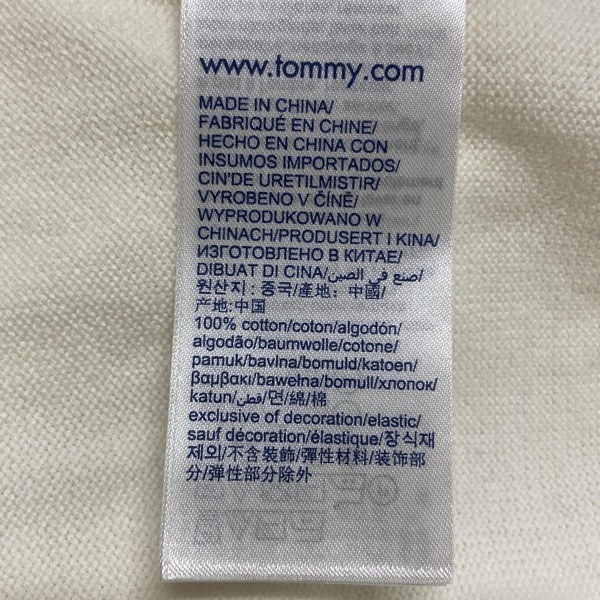 www.tommy.com
MADE IN CHINA/
FABRIQUÉ EN CHINE/
HECHO EN CHINA CON
INSUMOS IMPORTADOS/
CIN'DE URETILMISTIR/
VYROBENO V ČÍNĚ/
WYPRODUKOWANO W
CHINACH/PRODUSERT I KINA/
ИЗГОТОВЛЕНО В КИТАЕ/
DIBUAT DI CINA/صنع في الصين/
원산지 : 중국/產地：中國/
产地:中国
100% cotton/coton/algodón/
algodão/baumwolle/cotone/
pamuk/bavlna/bomuld/katoen/
βαμβακι/bawełna/bomull/хлопок/
katun/قطن/면/綿/棉
exclusive of decoration/elastic/
sauf décoration/élastique/장식재
제외/不含裝飾/彈性材料/装饰部
分/弹性部分除外